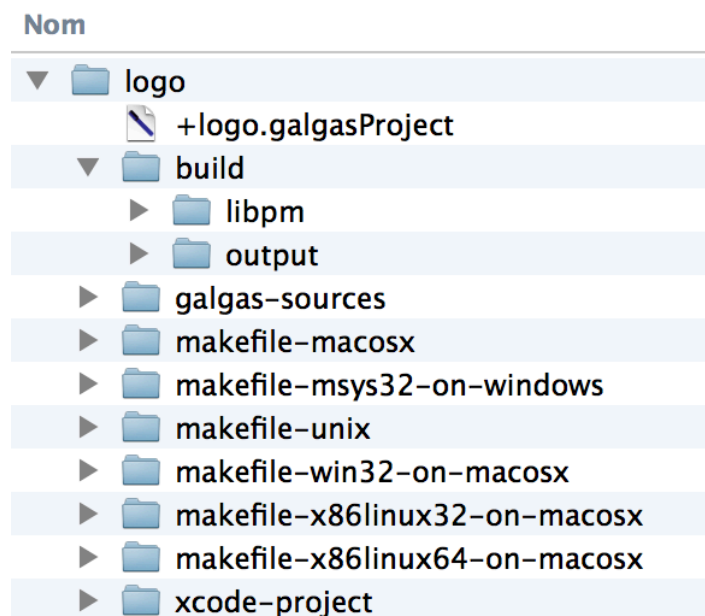 Nom
logo
+logo.galgasProject
build
libpm
output
galgas-sources
makefile-macosx
makefile-msys32-on-windows
makefile-unix
makefile-win32-on-macosx
makefile-x86linux32-on-macosx
makefile-x86linux64-on-macosx
xcode-project